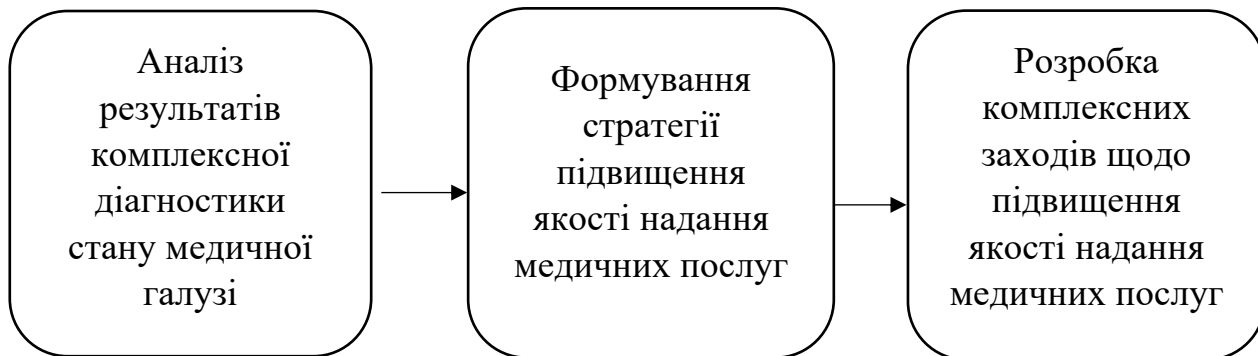 Аналіз
результатів
комплексної
діагностики
стану медичної
галузі
Формування
стратегії
підвищення
якості надання
медичних послуг
Розробка
комплексних
заходів щодо
підвищення
якості надання
медичних послуг